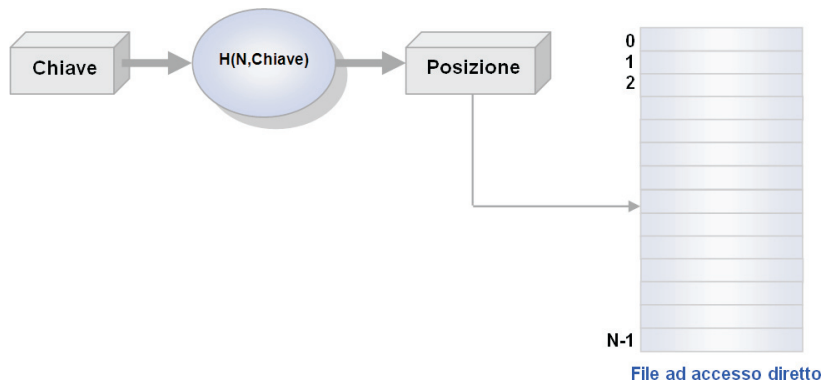 Chiave
H(N,Chiave)
Posizione
0
1
2
N-1
File ad accesso diretto